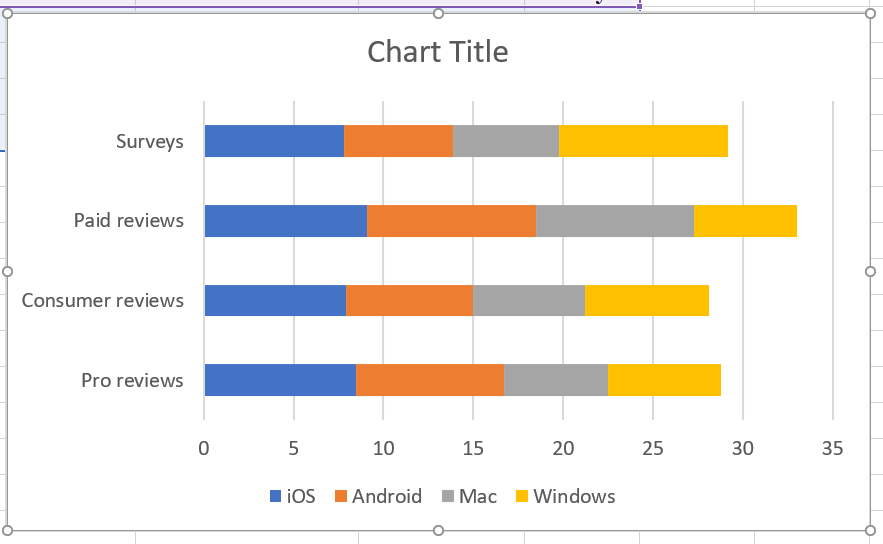 Chart Title
Surveys
Paid reviews
Consumer reviews
Pro reviews
0 5 10 15 20 25 30 35
iOS Android Mac Windows